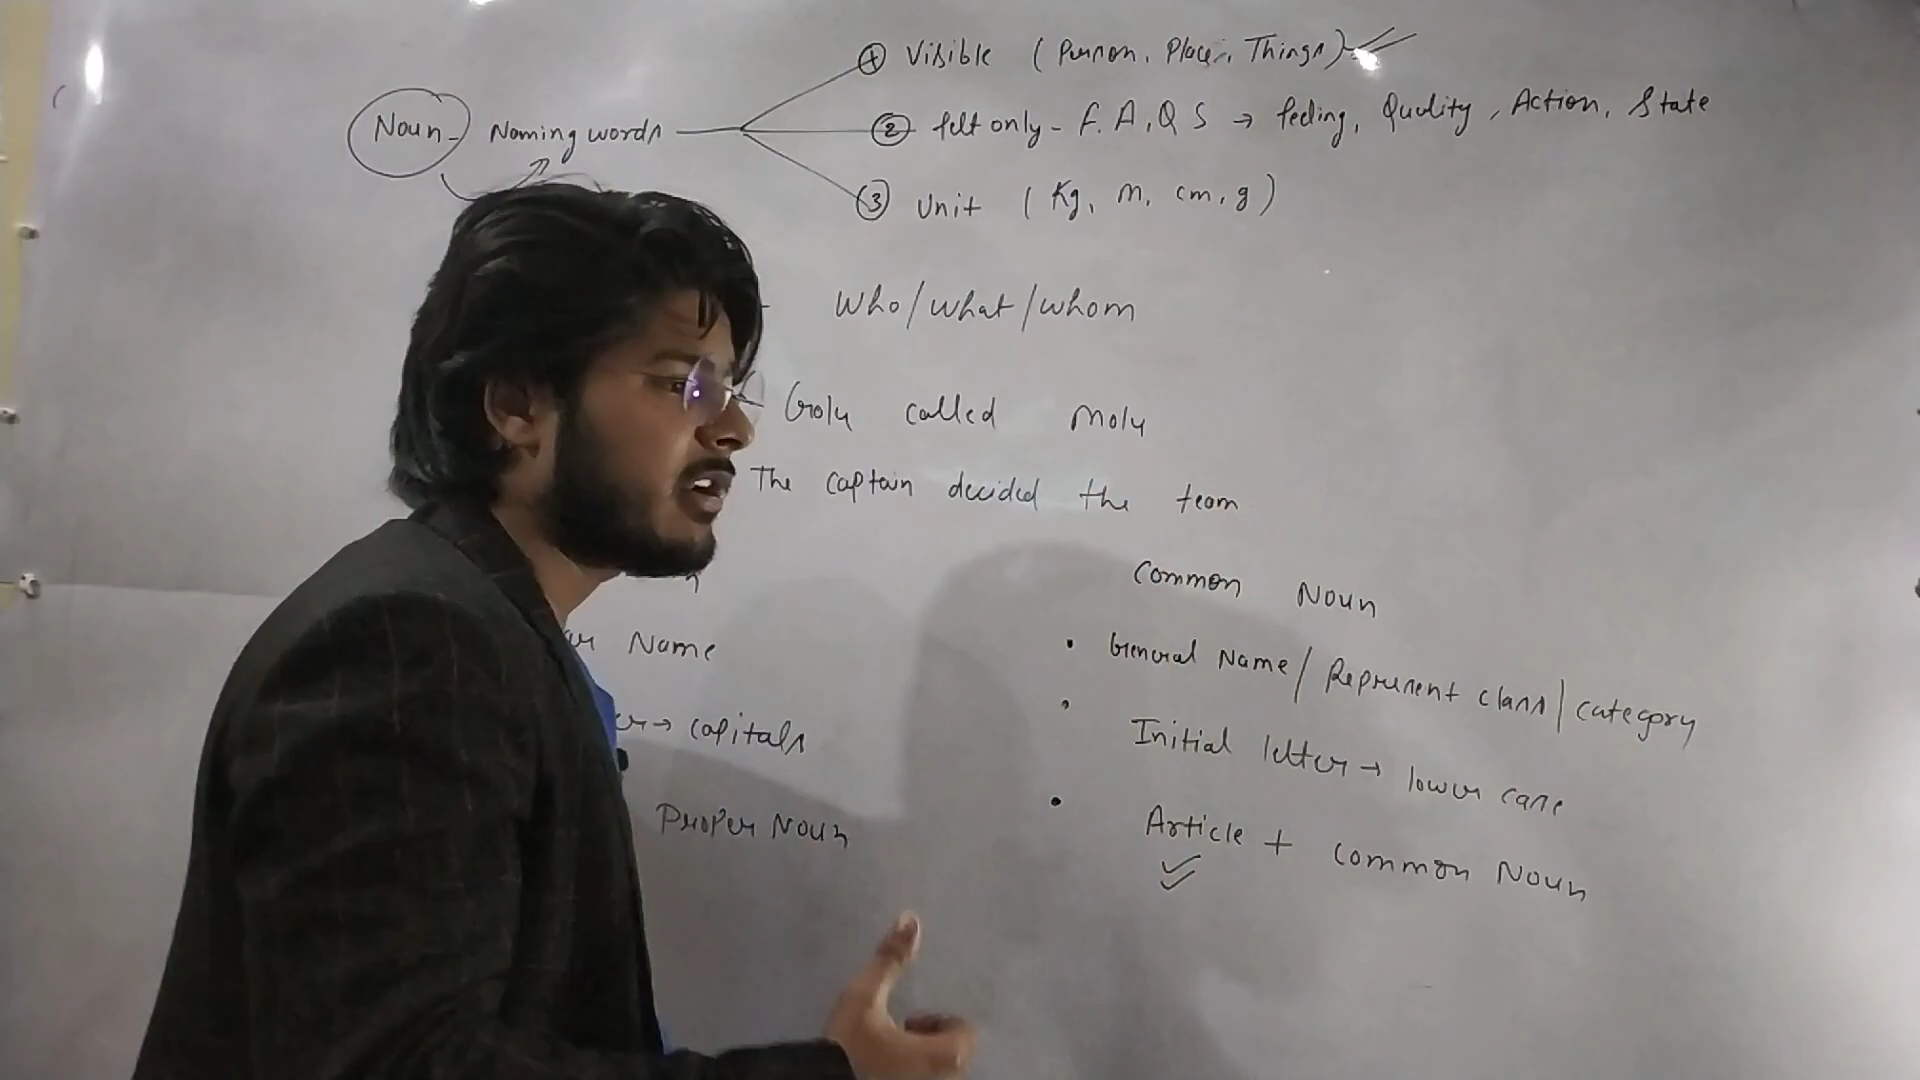 ① Visible (Person, Place, Things)
Noun - Naming words
② felt only - F. A, Q S → feeling, Quality, Action, State
③ Unit (Kg, m, cm, g)
Who/what/whom
Golu called Molu
The captain decided the team
Common Noun
Name
• General Name/Represent class/category
→ capitals
• Initial letter → lower case
Proper Noun
• Article + Common Noun